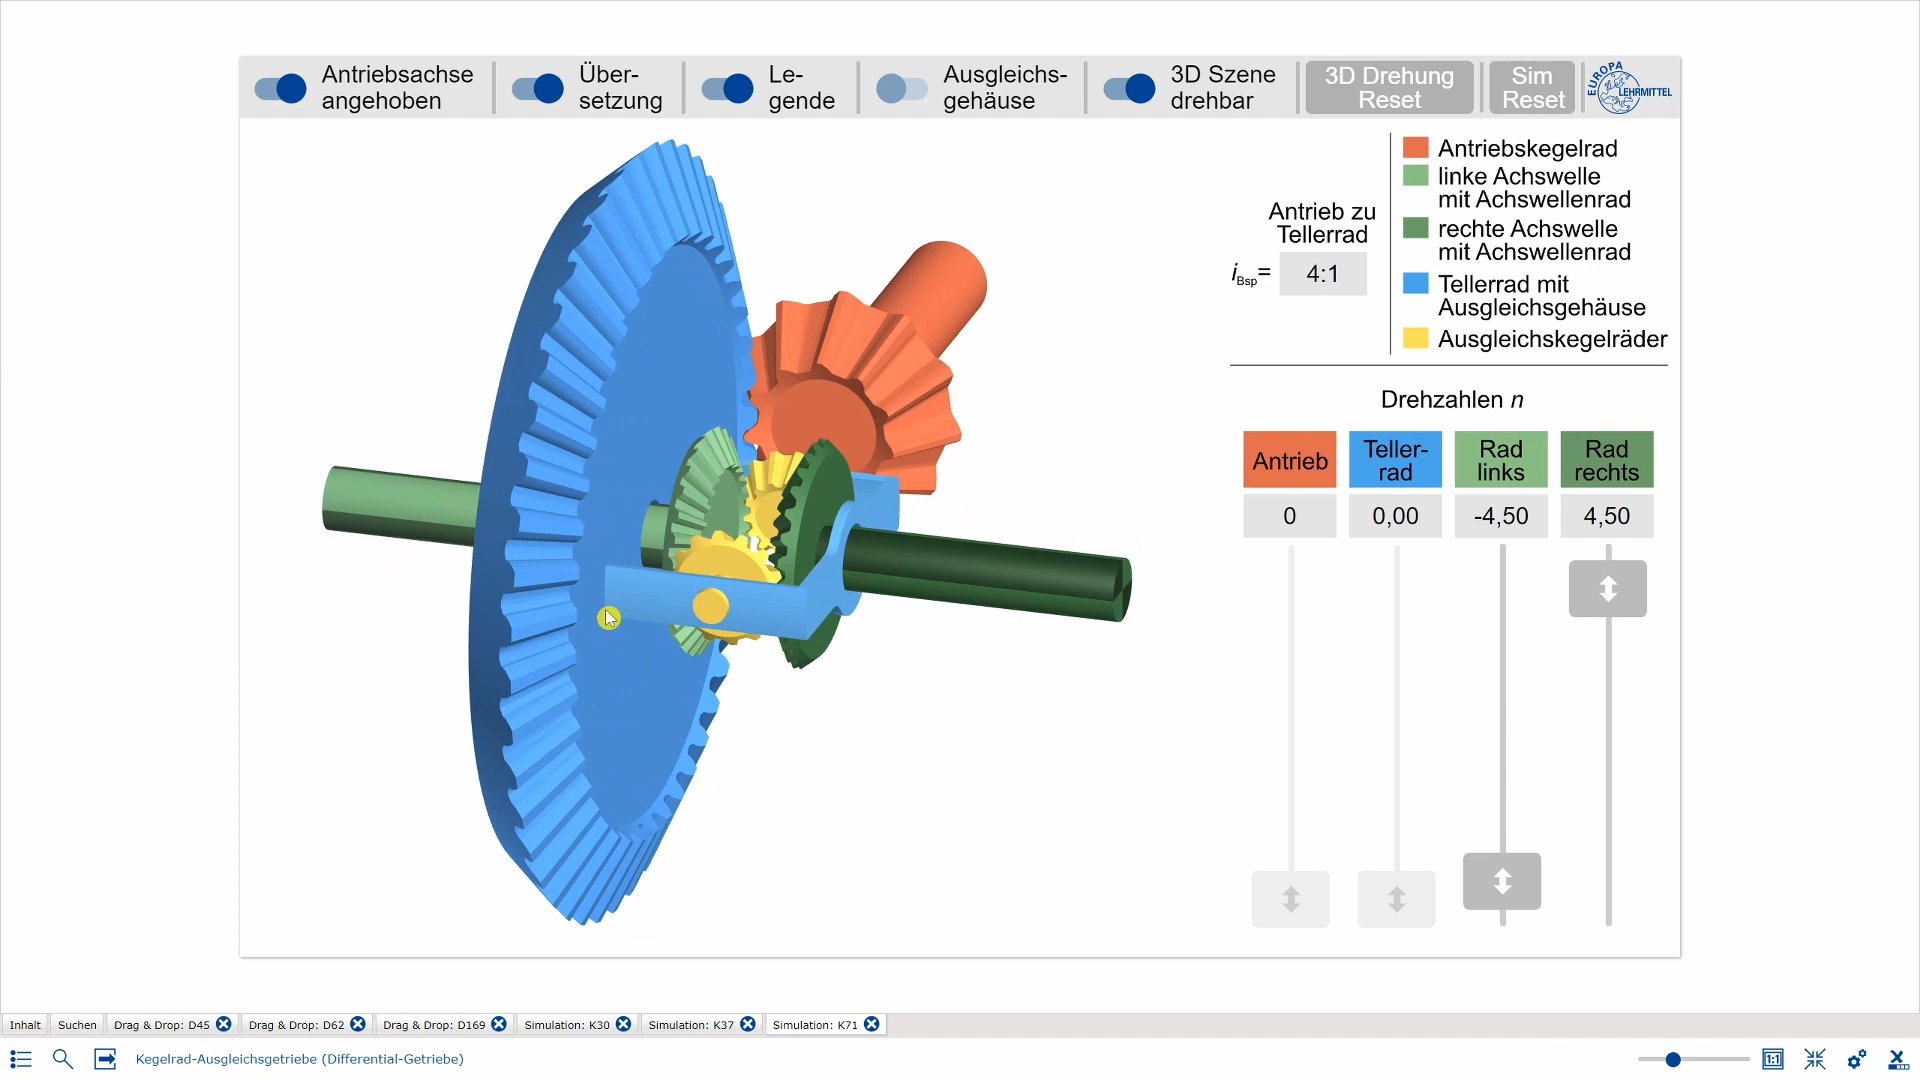 Antriebsachse
angehoben
Über-
setzung
Le-
gende
Ausgleichs-
gehäuse
3D Szene
drehbar
3D Drehung
Reset
Sim
Reset
EUROPA
LEHRMITTEL
Antriebskegelrad
linke Achswelle
mit Achswellenrad
rechte Achswelle
mit Achswellenrad
Tellerrad mit
Ausgleichsgehäuse
Ausgleichskegelräder
Antrieb zu
Tellerrad
iBsp= 4:1
Drehzahlen n
Antrieb
Teller-
rad
Rad
links
Rad
rechts
0 0,00 -4,50 4,50
Inhalt Suchen Drag & Drop: D45 Drag & Drop: D62 Drag & Drop: D169 Simulation: K30 Simulation: K37 Simulation: K71
Kegelrad-Ausgleichsgetriebe (Differential-Getriebe)
1:1